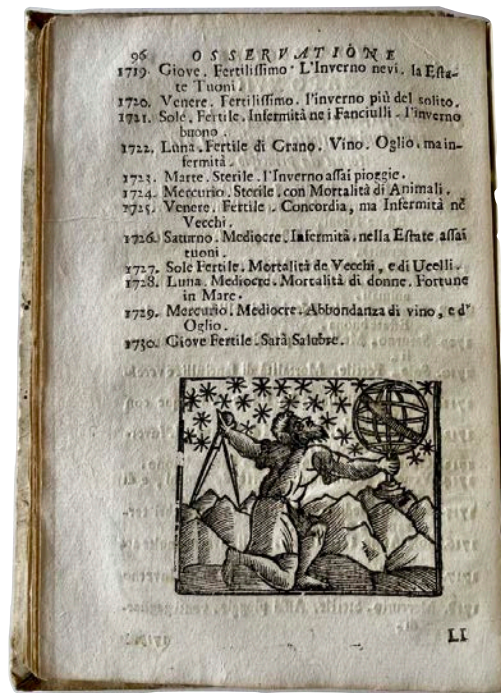 96 OSSERVATIONE
1719. Giove. Fertilissimo. L'Inverno nevi. la Esta-
te Tuoni.
1720. Venere. Fertilissimo. l'inverno più del solito.
1721. Sole. Fertile. Infermità ne i Fanciulli. l'inverno
buono.
1722. Luna. Fertile di Grano. Vino. Oglio. ma in-
fermità.
1723. Marte. Sterile. l'Inverno assai pioggie.
1724. Mercurio. Sterile. con Mortalità di Animali.
1725. Venere. Fertile. Concordia, ma Infermità nè
Vecchi.
1726. Saturno. Mediocre. Infermità. nella Estate assai
tuoni.
1727. Sole Fertile. Mortalità de Vecchi, e di Ucelli.
1728. Luna. Mediocre. Mortalità di donne. Fortune
in Mare.
1729. Mercurio. Mediocre. Abbondanza di vino, e d'
Oglio.
1730. Giove Fertile. Sarà Salubre.
LI